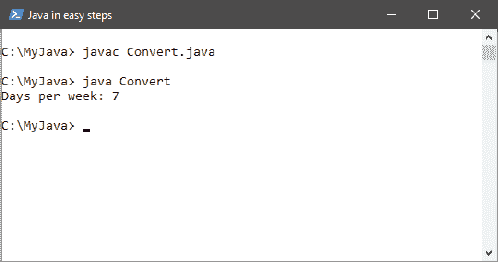 Java in easy steps
C:\MyJava> javac Convert.java
C:\MyJava> java Convert
Days per week: 7
C:\MyJava>